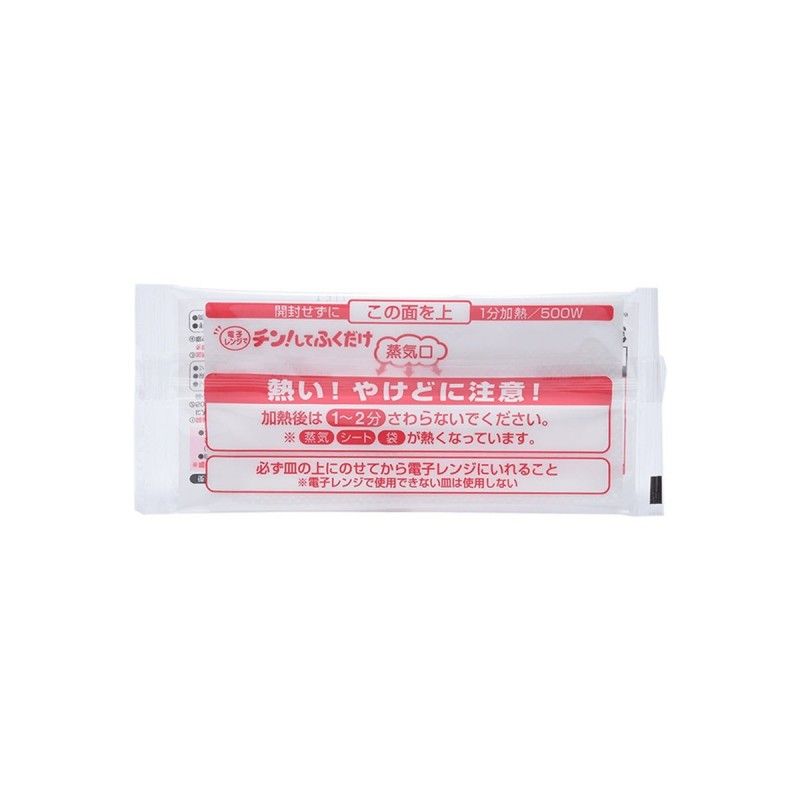 開封せずに この面を上 1分加熱／500W
電子レンジで チン!してふくだけ
蒸気口
熱い！やけどに注意！
加熱後は 1～2分 さわらないでください。
※ 蒸気 シート 袋 が熱くなっています。
必ず皿の上にのせてから電子レンジにいれること
※電子レンジで使用できない皿は使用しない